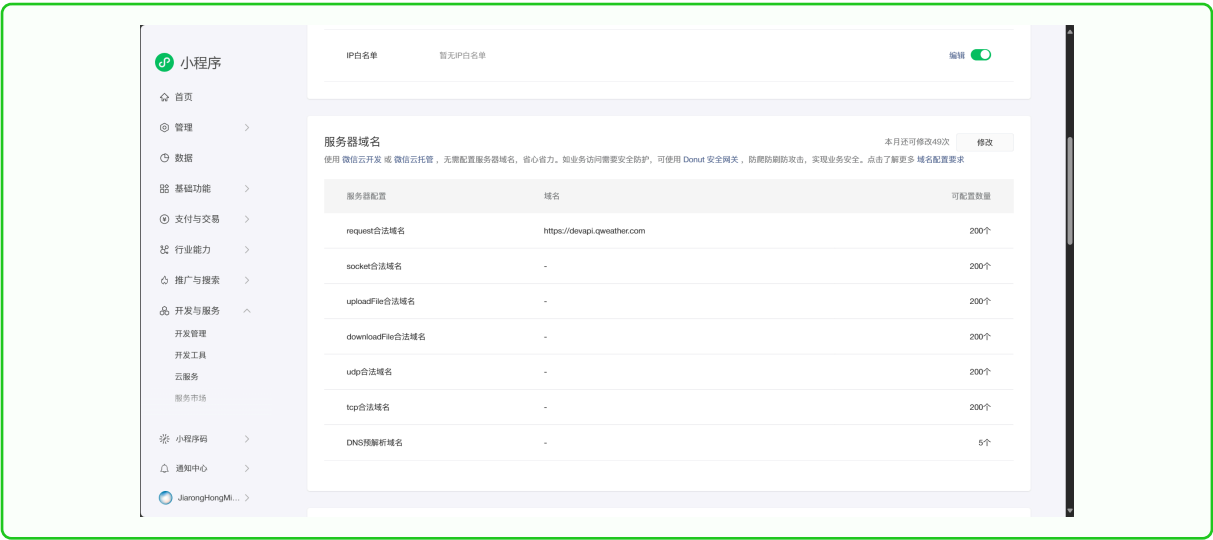 小程序
首页
管理
数据
基础功能
支付与交易
行业能力
推广与搜索
开发与服务
开发管理
开发工具
云服务
服务市场
小程序码
通知中心
JiarongHongMi...
IP白名单 暂无IP白名单 编辑
服务器域名 本月还可修改49次 修改
使用 微信云开发 或 微信云托管 ，无需配置服务器域名，省心省力。如业务访问需要安全防护，可使用 Donut 安全网关 ，防爬防刷防攻击，实现业务安全。点击了解更多 域名配置要求
服务器配置 域名 可配置数量
request合法域名 https://devapi.qweather.com 200个
socket合法域名 - 200个
uploadFile合法域名 - 200个
downloadFile合法域名 - 200个
udp合法域名 - 200个
tcp合法域名 - 200个
DNS预解析域名 - 5个